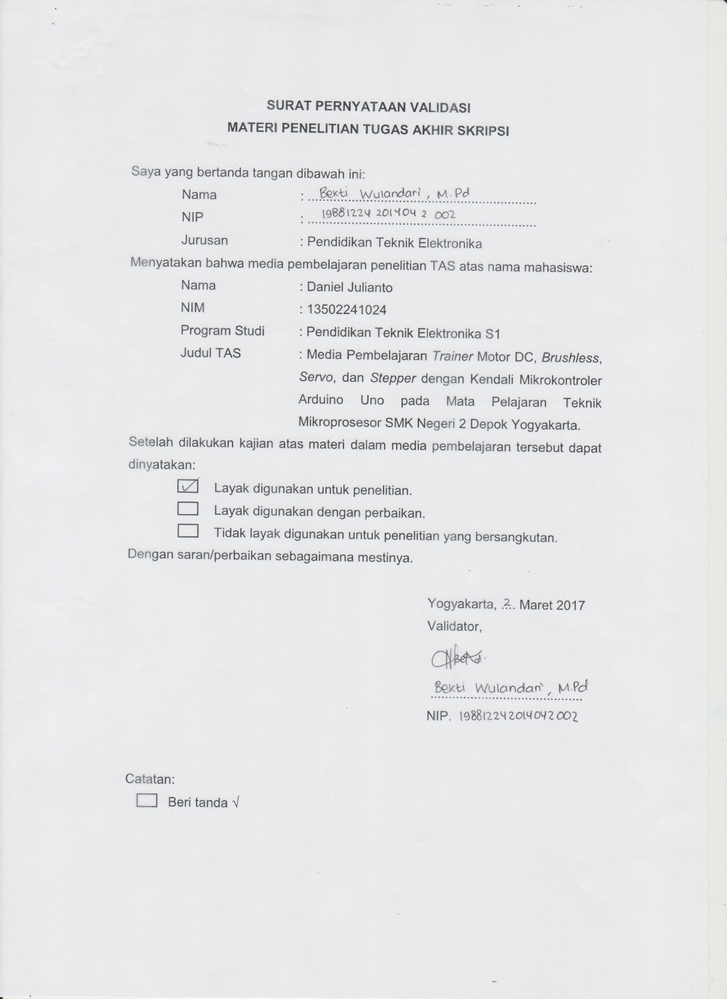 SURAT PERNYATAAN VALIDASI
MATERI PENELITIAN TUGAS AKHIR SKRIPSI
Saya yang bertanda tangan dibawah ini:
Nama : Bekti Wulandari, M.Pd
NIP : 19881224 201404 2 002
Jurusan : Pendidikan Teknik Elektronika
Menyatakan bahwa media pembelajaran penelitian TAS atas nama mahasiswa:
Nama : Daniel Julianto
NIM : 13502241024
Program Studi : Pendidikan Teknik Elektronika S1
Judul TAS : Media Pembelajaran Trainer Motor DC, Brushless,
Servo, dan Stepper dengan Kendali Mikrokontroler
Arduino Uno pada Mata Pelajaran Teknik
Mikroprosesor SMK Negeri 2 Depok Yogyakarta.
Setelah dilakukan kajian atas materi dalam media pembelajaran tersebut dapat
dinyatakan:
☑ Layak digunakan untuk penelitian.
☐ Layak digunakan dengan perbaikan.
☐ Tidak layak digunakan untuk penelitian yang bersangkutan.
Dengan saran/perbaikan sebagaimana mestinya.
Yogyakarta, 2 Maret 2017
Validator,
Bekti Wulandari, M.Pd
NIP. 198812242014042002
Catatan:
☐ Beri tanda √